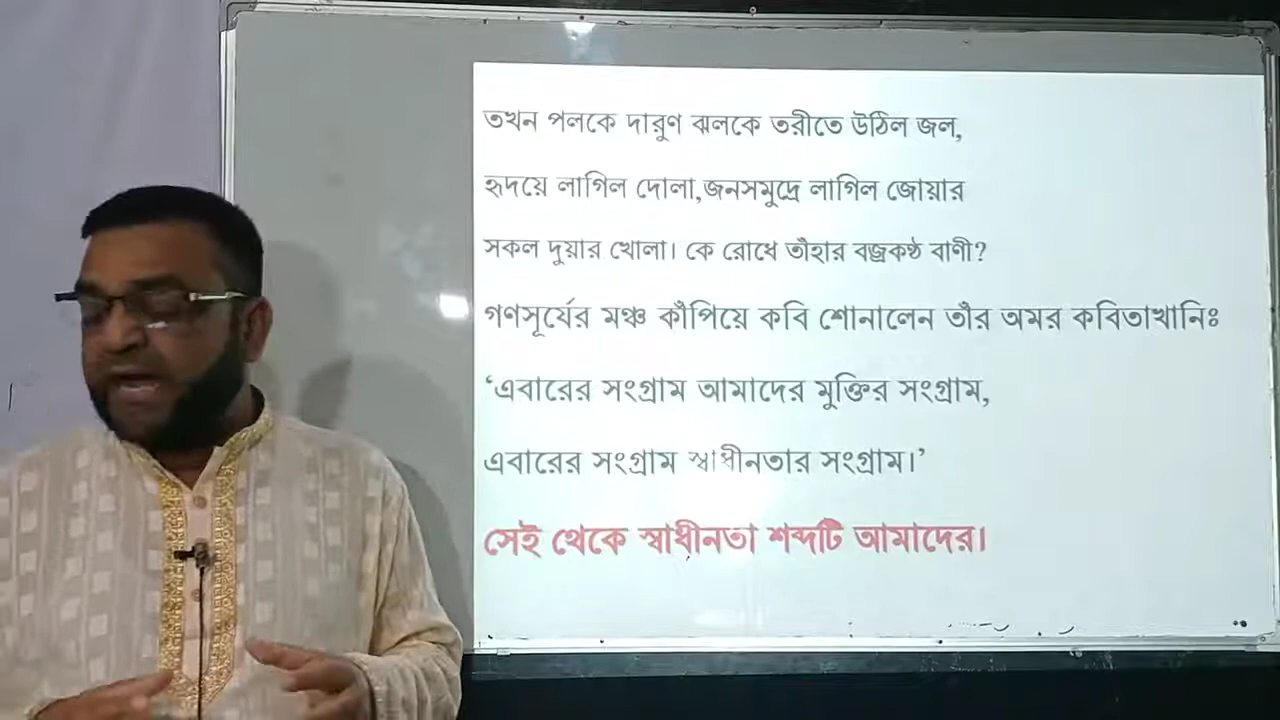 তখন পলকে দারুণ ঝলকে তরীতে উঠিল জল,
হৃদয়ে লাগিল দোলা,জনসমুদ্রে লাগিল জোয়ার
সকল দুয়ার খোলা। কে রোধে তাঁহার বজ্রকণ্ঠ বাণী?
গণসূর্যের মঞ্চ কাঁপিয়ে কবি শোনালেন তাঁর অমর কবিতাখানিঃ
‘এবারের সংগ্রাম আমাদের মুক্তির সংগ্রাম,
এবারের সংগ্রাম স্বাধীনতার সংগ্রাম।’
সেই থেকে স্বাধীনতা শব্দটি আমাদের।